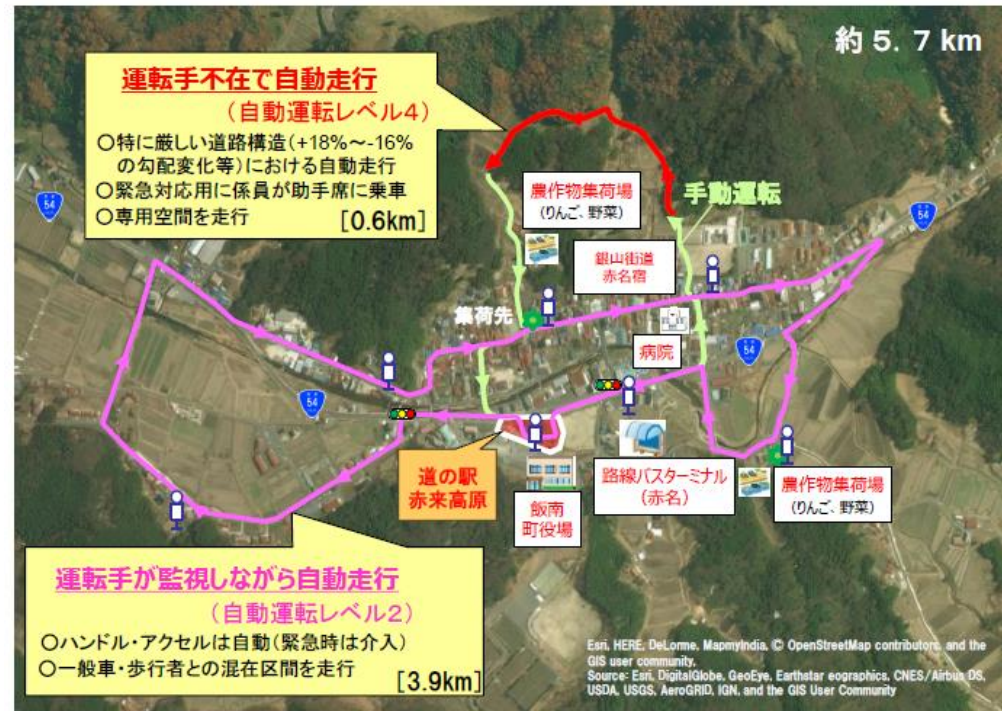 約５．７km
運転手不在で自動走行
（自動運転レベル４）
○特に厳しい道路構造（+18%～-16%
の勾配変化等）における自動走行
○緊急対応用に係員が助手席に乗車
○専用空間を走行
［0.6km］
農作物集荷場
（りんご、野菜）
手動運転
銀山街道
赤名宿
54
54
集荷先
病院
54
54
54
道の駅
赤来高原
飯南
町役場
路線バスターミナル
（赤名）
農作物集荷場
（りんご、野菜）
運転手が監視しながら自動走行
（自動運転レベル２）
○ハンドル・アクセルは自動（緊急時は介入）
○一般車・歩行者との混在区間を走行
［3.9km］
Esri, HERE, DeLorme, MapmyIndia, © OpenStreetMap contributors, and the
GIS user community,
Source: Esri, DigitalGlobe, GeoEye, Earthstar eographics, CNES/Airbus DS,
USDA, USGS, AeroGRID, IGN, and the GIS User Community